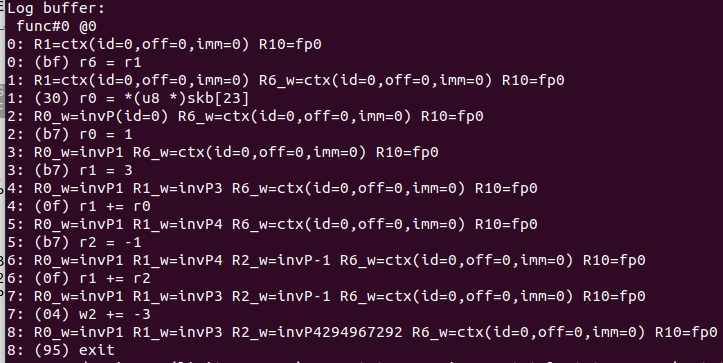 Log buffer:
func#0 @0
0: R1=ctx(id=0,off=0,imm=0) R10=fp0
0: (bf) r6 = r1
1: R1=ctx(id=0,off=0,imm=0) R6_w=ctx(id=0,off=0,imm=0) R10=fp0
1: (30) r0 = *(u8 *)skb[23]
2: R0_w=invP(id=0) R6_w=ctx(id=0,off=0,imm=0) R10=fp0
2: (b7) r0 = 1
3: R0_w=invP1 R6_w=ctx(id=0,off=0,imm=0) R10=fp0
3: (b7) r1 = 3
4: R0_w=invP1 R1_w=invP3 R6_w=ctx(id=0,off=0,imm=0) R10=fp0
4: (0f) r1 += r0
5: R0_w=invP1 R1_w=invP4 R6_w=ctx(id=0,off=0,imm=0) R10=fp0
5: (b7) r2 = -1
6: R0_w=invP1 R1_w=invP4 R2_w=invP-1 R6_w=ctx(id=0,off=0,imm=0) R10=fp0
6: (0f) r1 += r2
7: R0_w=invP1 R1_w=invP3 R2_w=invP-1 R6_w=ctx(id=0,off=0,imm=0) R10=fp0
7: (04) w2 += -3
8: R0_w=invP1 R1_w=invP3 R2_w=invP4294967292 R6_w=ctx(id=0,off=0,imm=0) R10=fp0
8: (95) exit